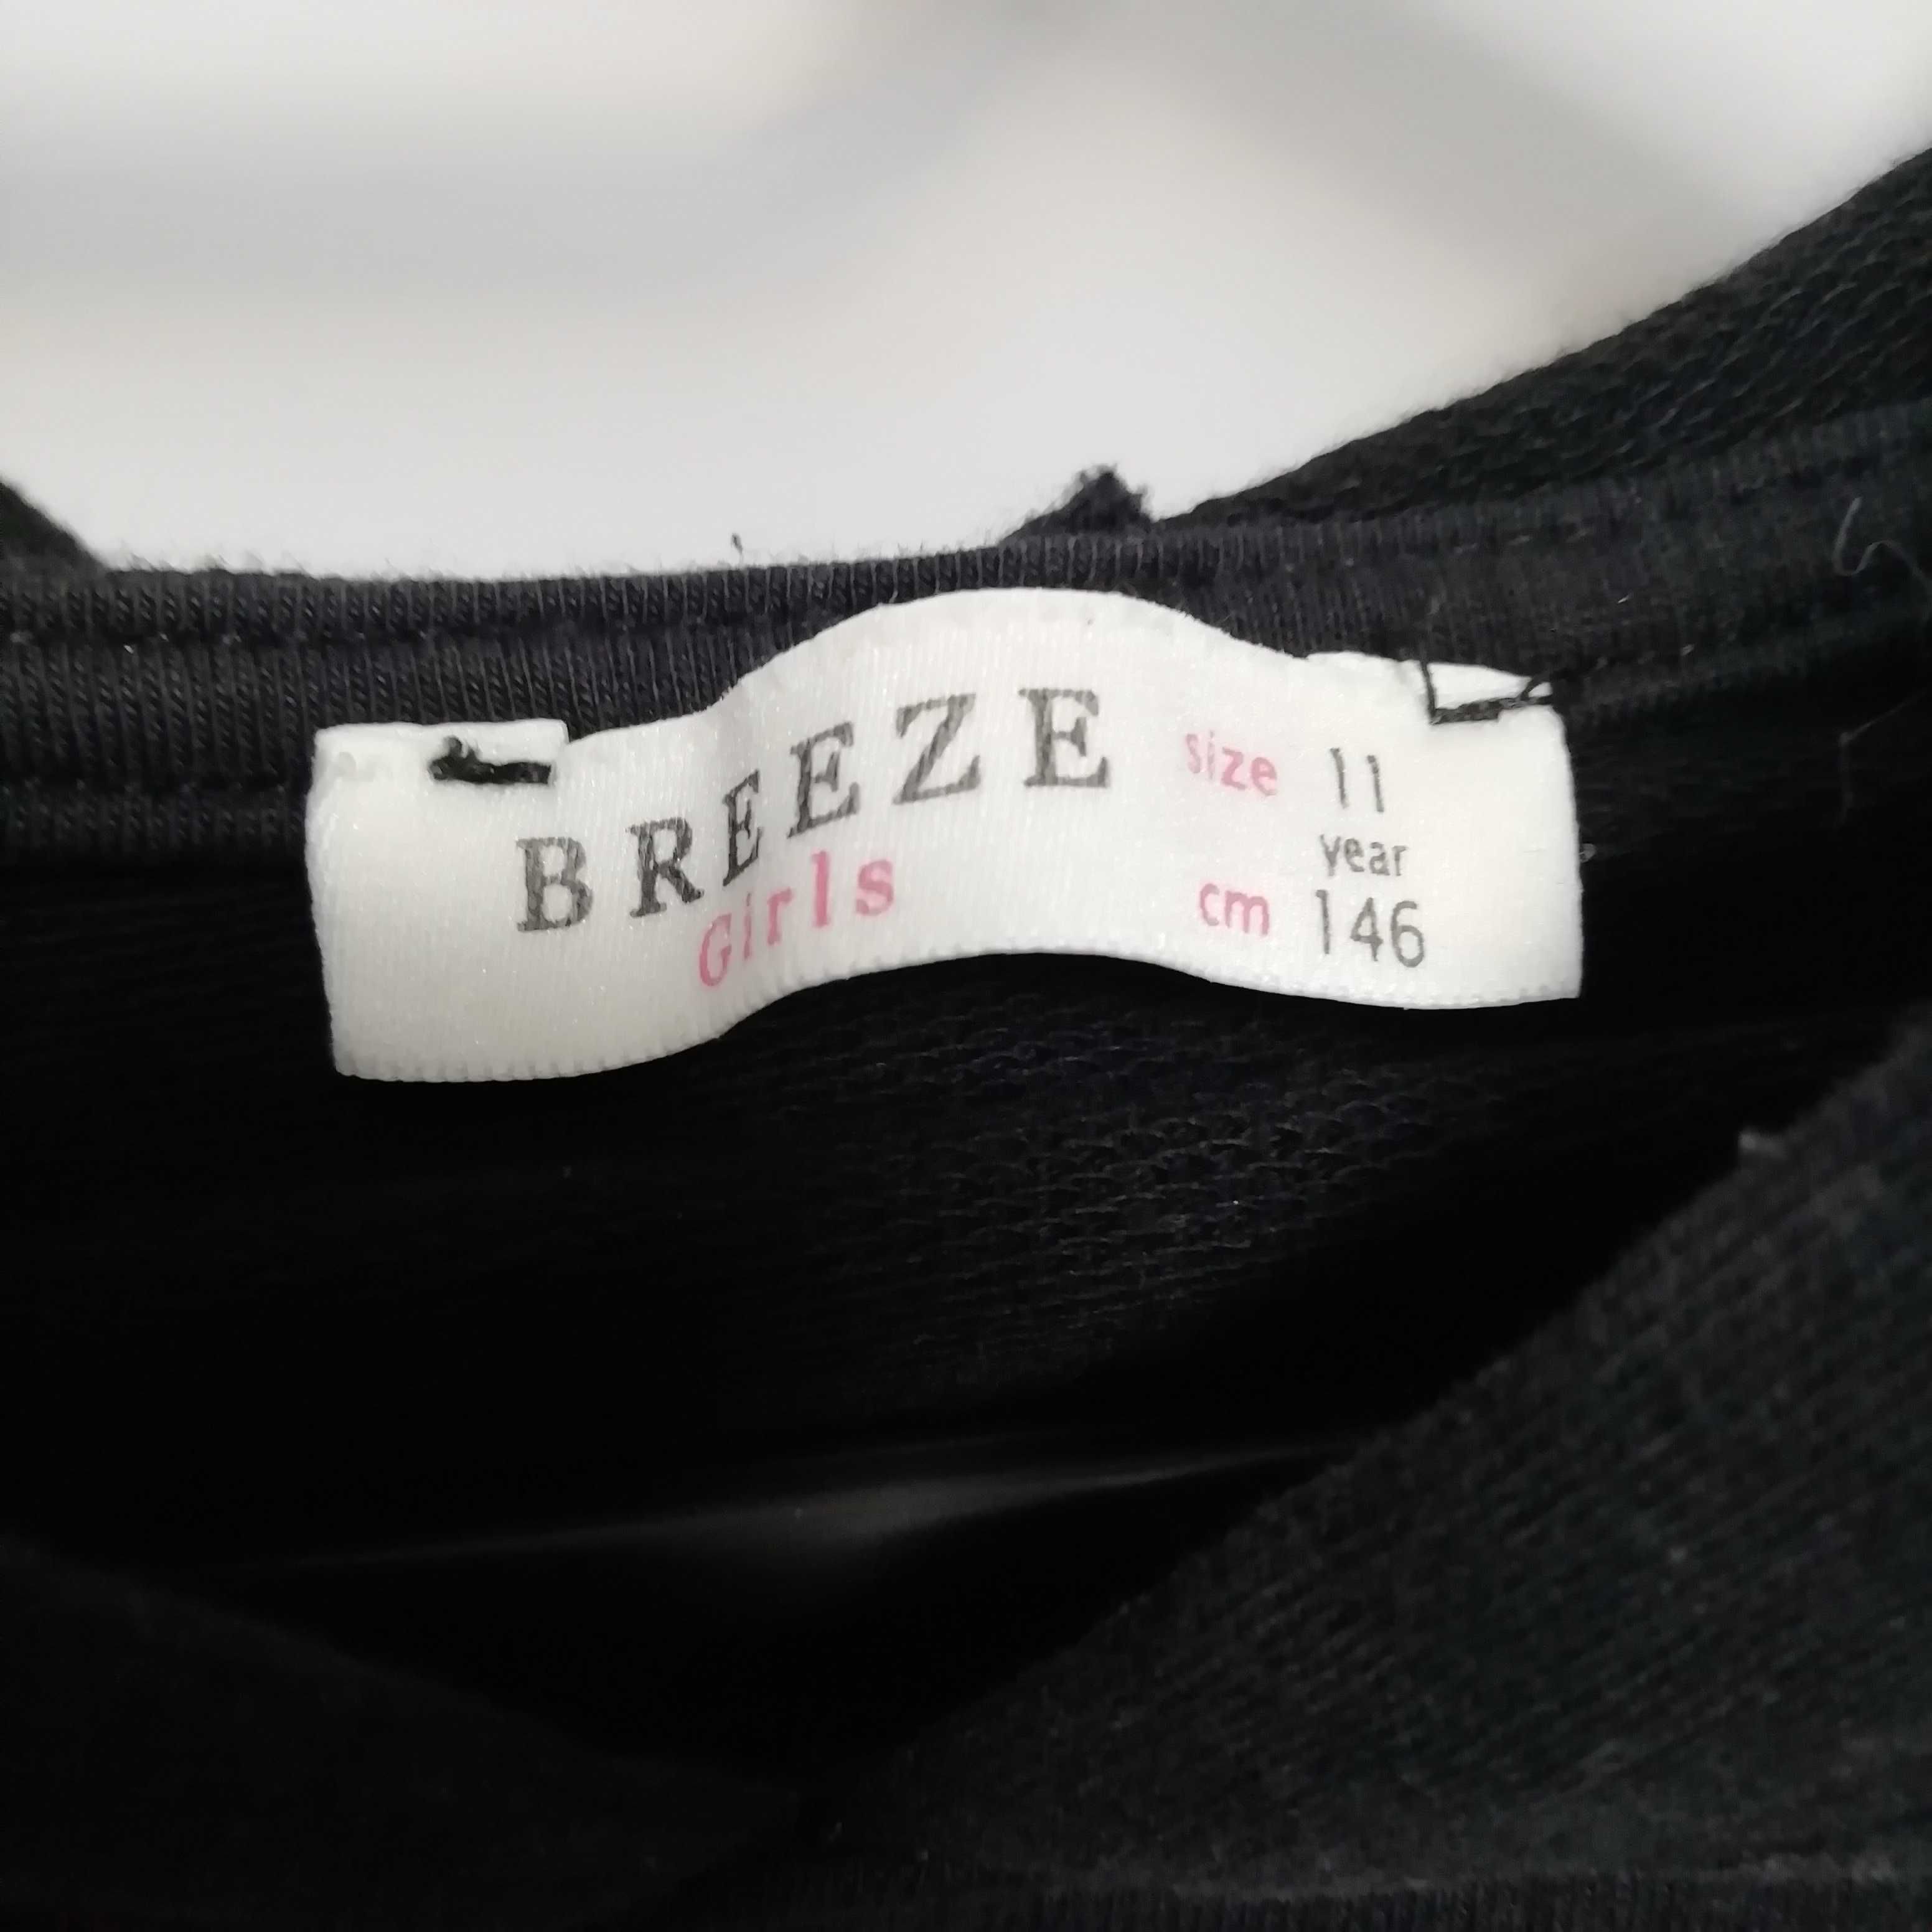 BREEZE
Girls
size 11
year
cm 146